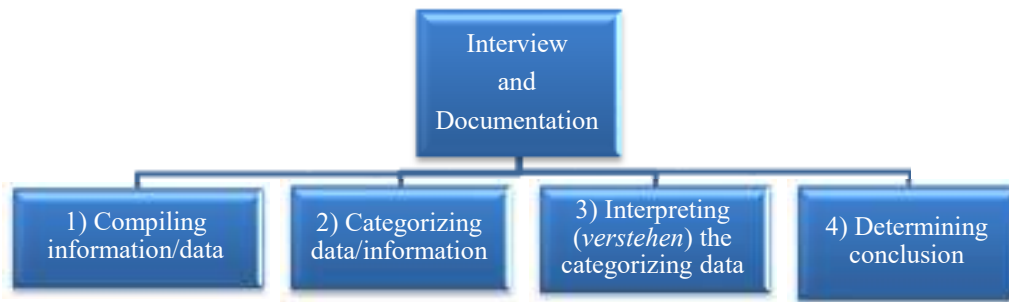 Interview
and
Documentation
1) Compiling
information/data
2) Categorizing
data/information
3) Interpreting
(verstehen) the
categorizing data
4) Determining
conclusion